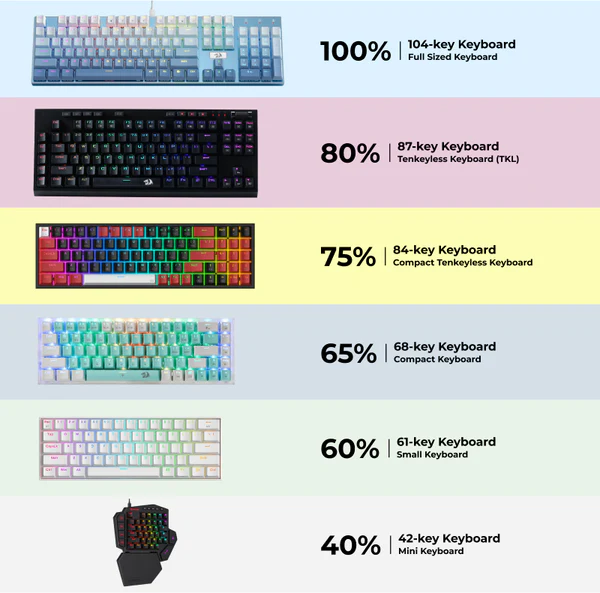 100% | 104-key Keyboard
Full Sized Keyboard
80% | 87-key Keyboard
Tenkeyless Keyboard (TKL)
75% | 84-key Keyboard
Compact Tenkeyless Keyboard
65% | 68-key Keyboard
Compact Keyboard
60% | 61-key Keyboard
Small Keyboard
40% | 42-key Keyboard
Mini Keyboard